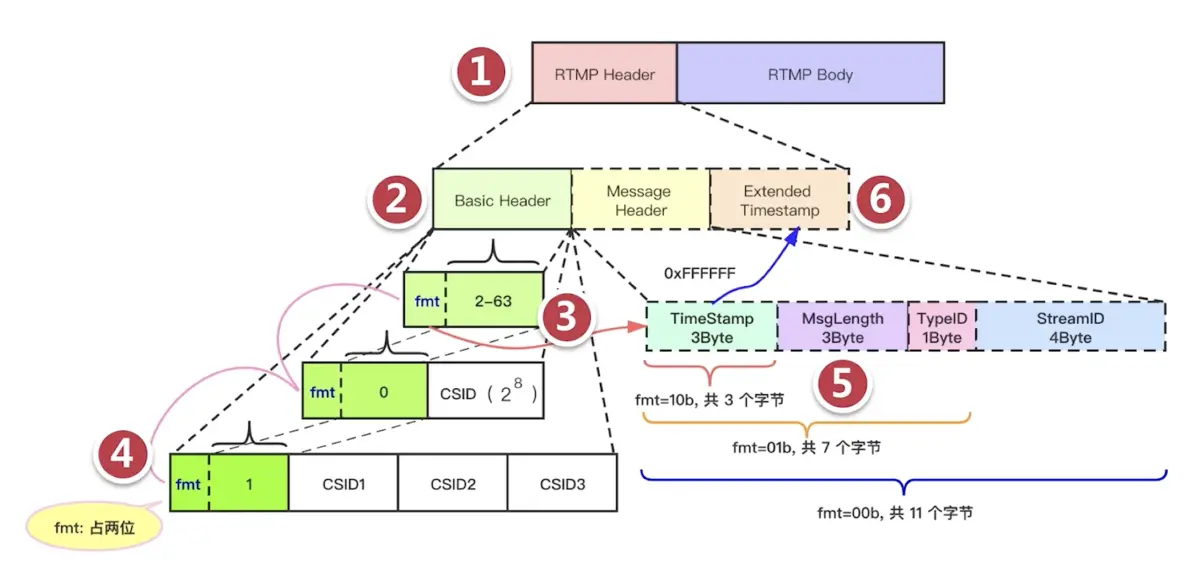 1
RTMP Header
RTMP Body
2
Basic Header
Message
Header
Extended
Timestamp
6
0xFFFFFF
fmt
2-63
3
TimeStamp
3Byte
MsgLength
3Byte
TypeID
1Byte
StreamID
4Byte
fmt
0
CSID ( 2^8 )
5
fmt=10b, 共 3 个字节
fmt=01b, 共 7 个字节
4
fmt
1
CSID1
CSID2
CSID3
fmt=00b, 共 11 个字节
fmt: 占两位